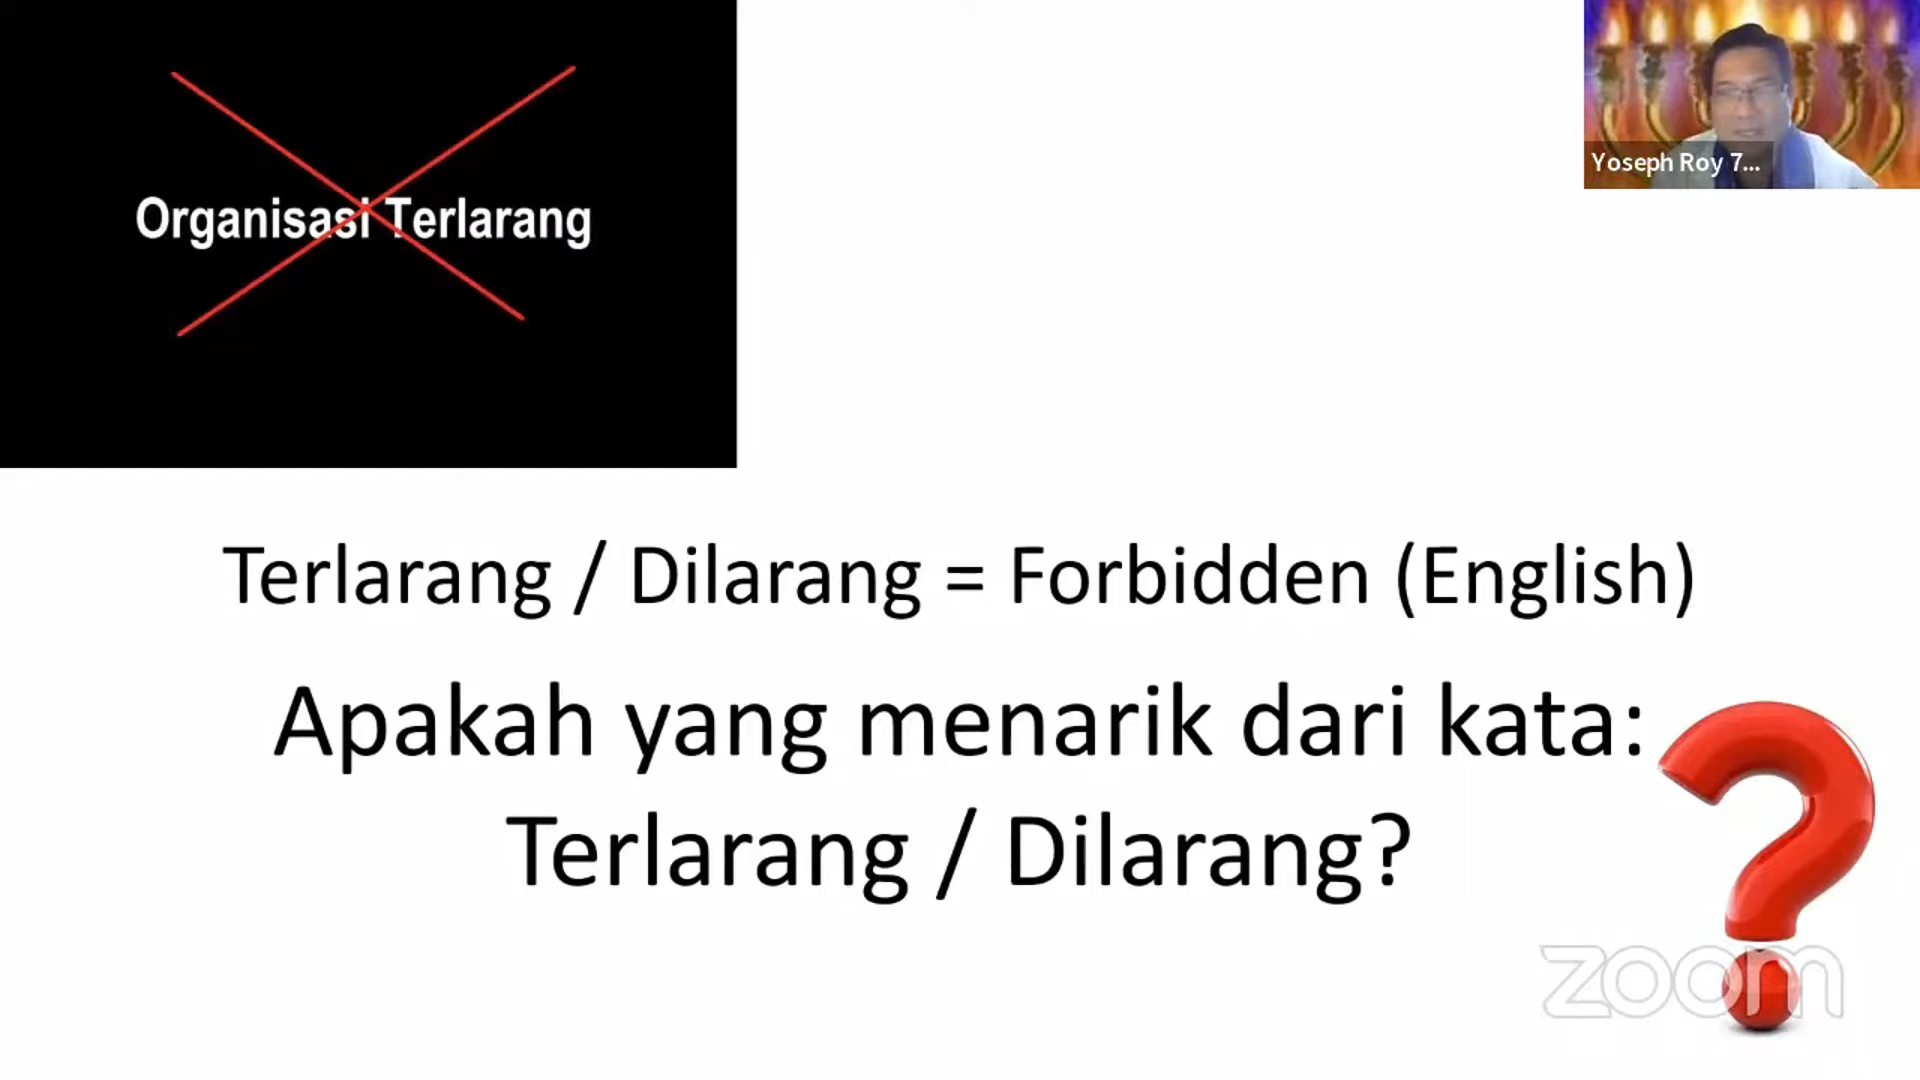 Organisasi Terlarang
Yoseph Roy 7...
Terlarang / Dilarang = Forbidden (English)
Apakah yang menarik dari kata:
Terlarang / Dilarang?
zoom